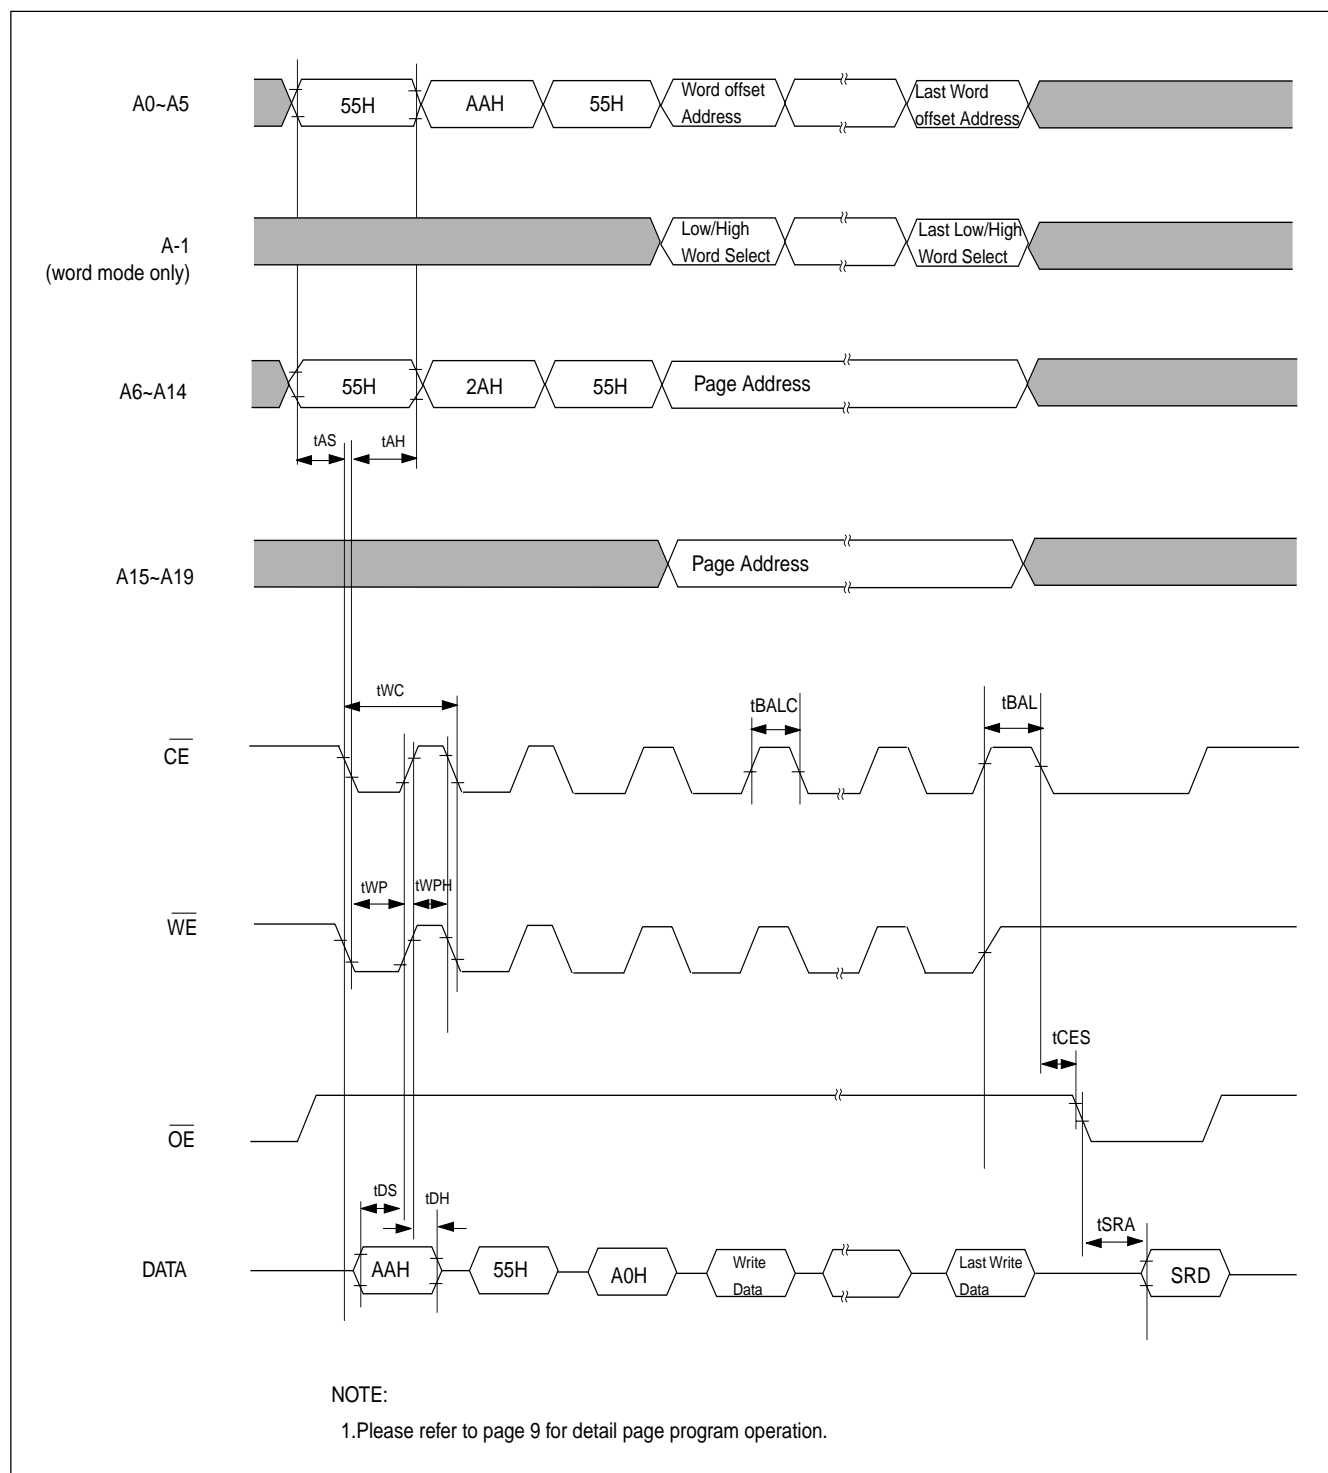 A0~A5
55H
AAH
55H
Word offset
Address
Last Word
offset Address
A-1
(word mode only)
Low/High
Word Select
Last Low/High
Word Select
A6~A14
55H
2AH
55H
Page Address
tAS
tAH
A15~A19
Page Address
tWC
tBALC
tBAL
CE
tWP
tWPH
WE
tCES
OE
tDS
tDH
tSRA
DATA
AAH
55H
A0H
Write
Data
Last Write
Data
SRD
NOTE:
1.Please refer to page 9 for detail page program operation.